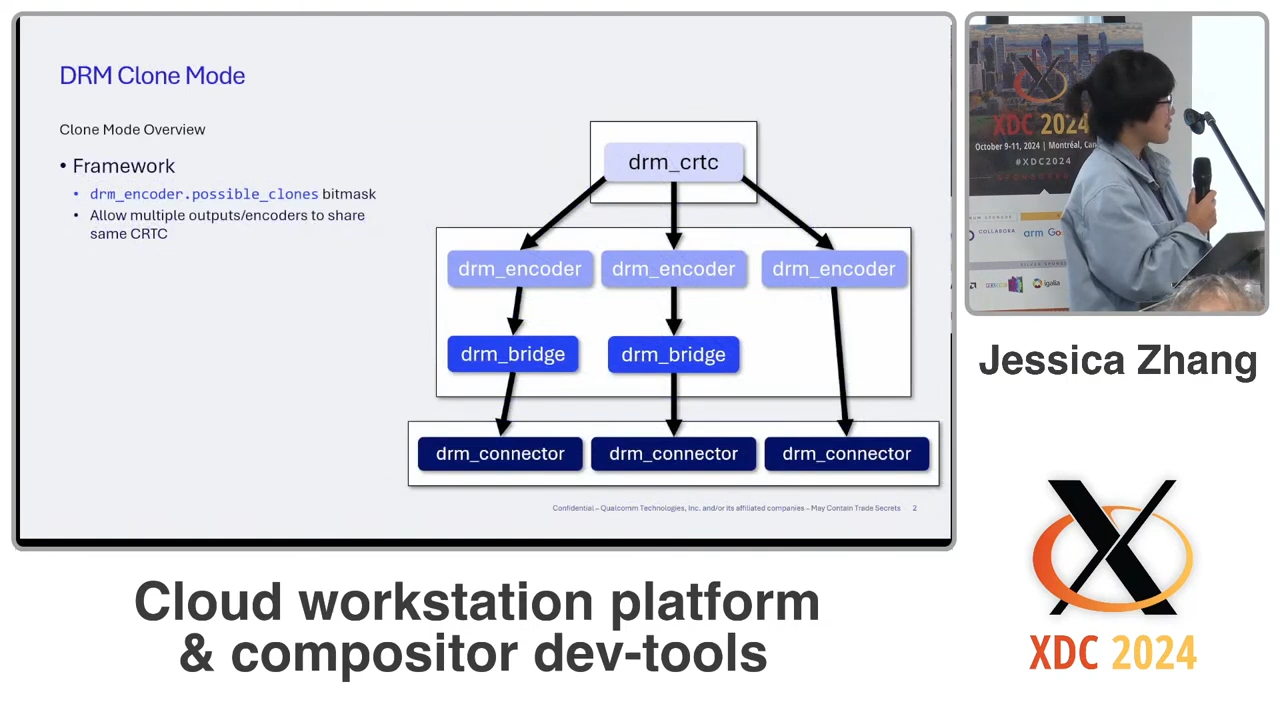 DRM Clone Mode
Clone Mode Overview
• Framework
• drm_encoder.possible_clones bitmask
• Allow multiple outputs/encoders to share
same CRTC
drm_crtc
drm_encoder drm_encoder drm_encoder
drm_bridge drm_bridge
drm_connector drm_connector drm_connector
Confidential – Qualcomm Technologies, Inc. and/or its affiliated companies – May Contain Trade Secrets 2
XDC 2024
October 9-11, 2024 | Montréal,
#XDC2024
COLLABORA arm
igalia
Jessica Zhang
Cloud workstation platform
& compositor dev-tools
XDC 2024